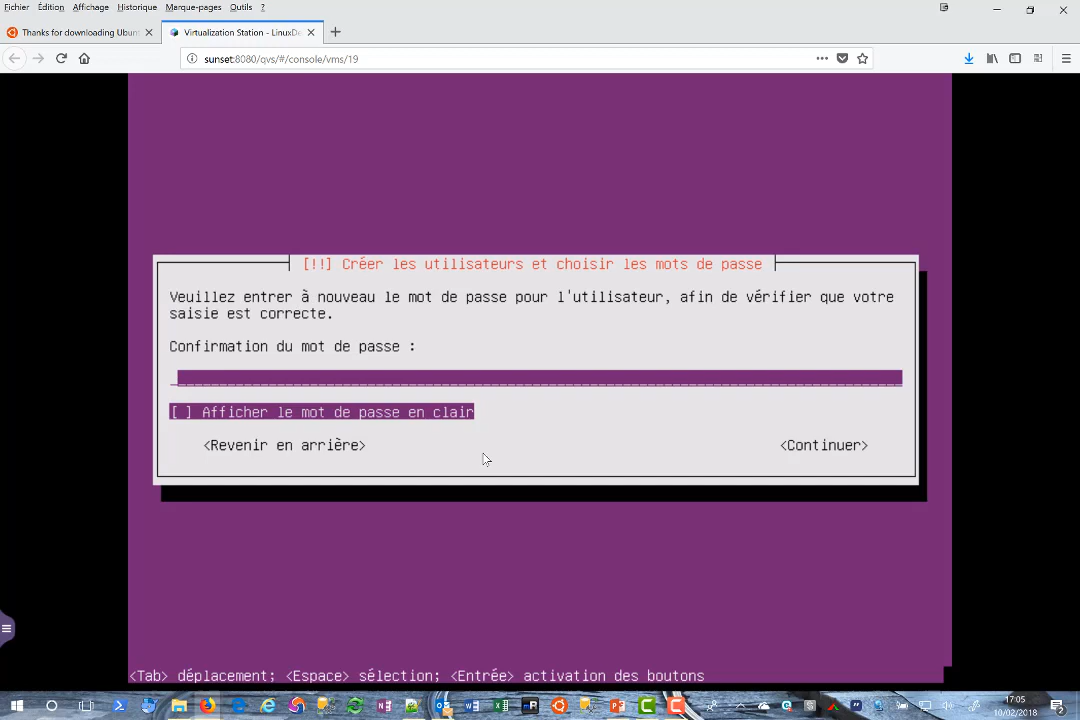 Fichier Édition Affichage Historique Marque-pages Outils ?
Thanks for downloading Ubun
Virtualization Station - LinuxDe
sunset:8080/qvs/#/console/vms/19
[!!] Créer les utilisateurs et choisir les mots de passe
Veuillez entrer à nouveau le mot de passe pour l'utilisateur, afin de vérifier que votre
saisie est correcte.
Confirmation du mot de passe :
[ ] Afficher le mot de passe en clair
<Revenir en arrière> <Continuer>
<Tab> déplacement; <Espace> sélection; <Entrée> activation des boutons
17:05
10/02/2018